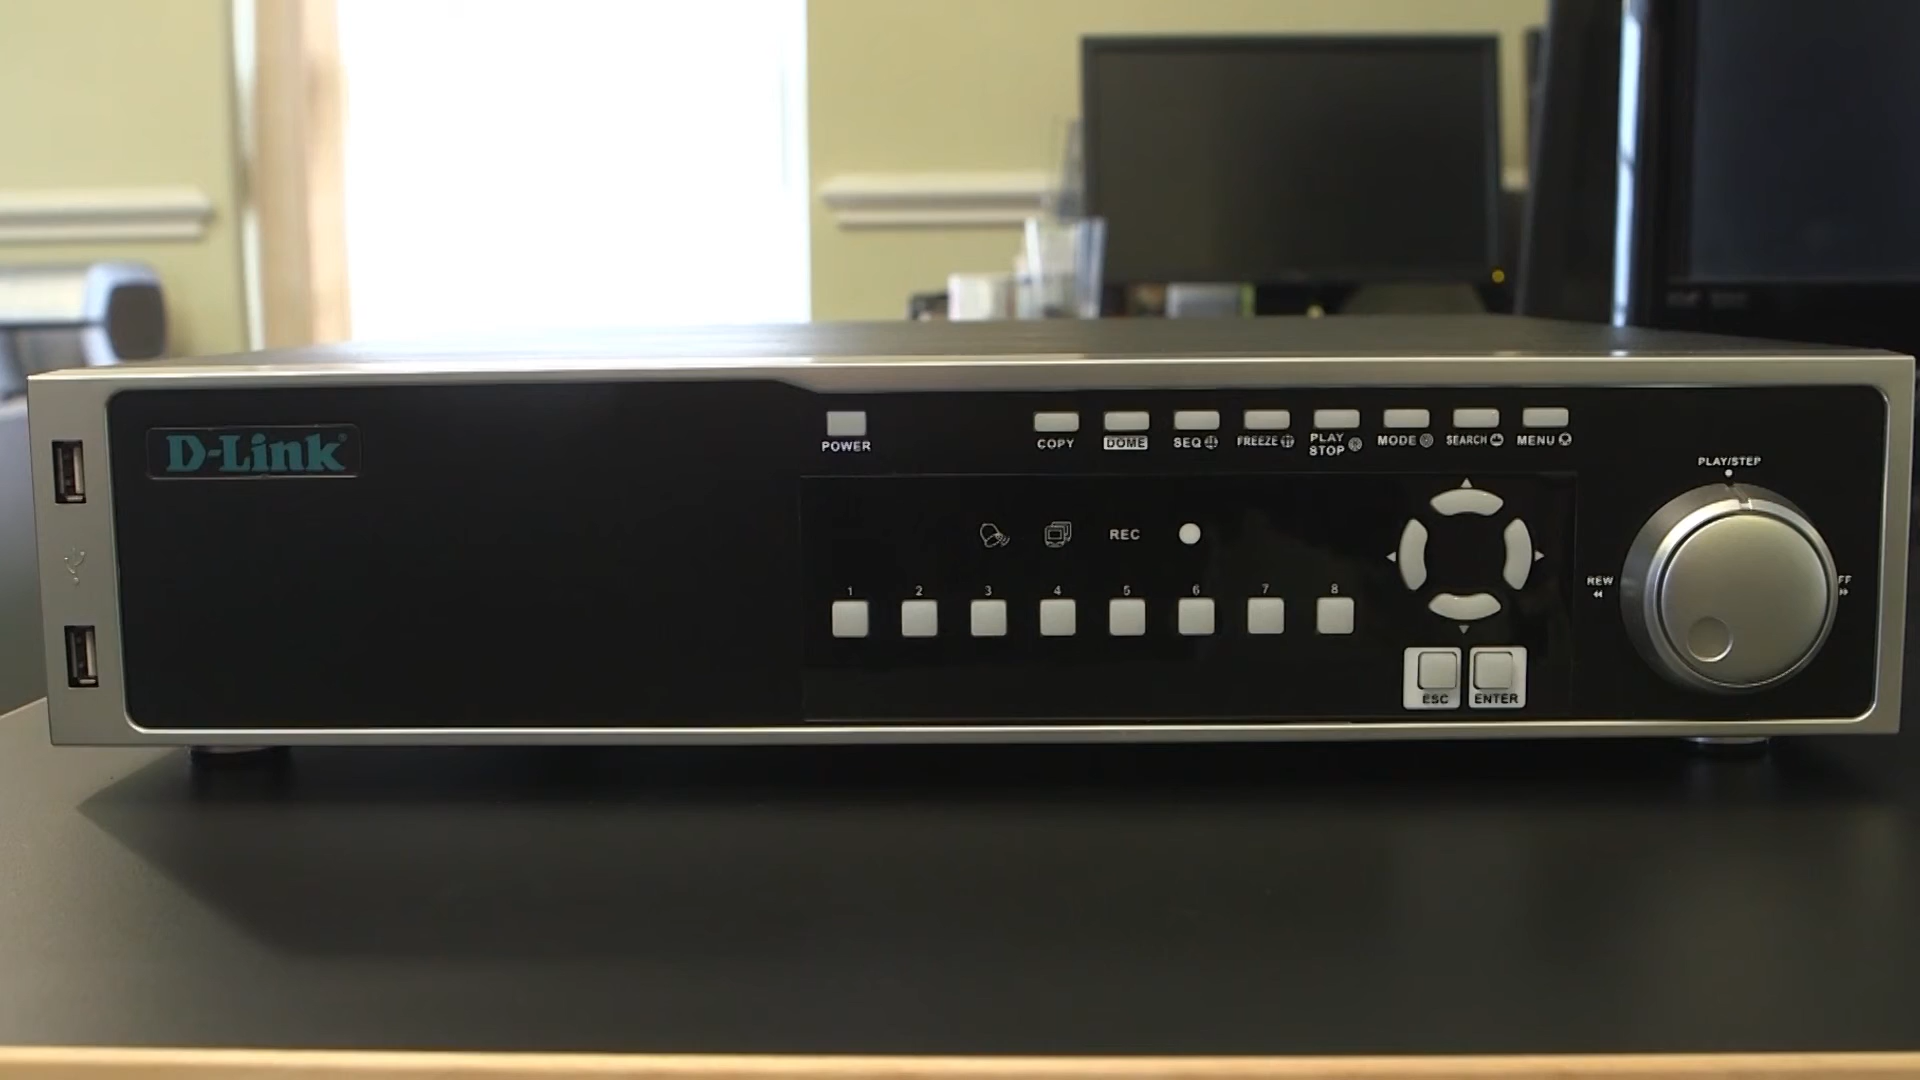 D-Link
POWER
COPY
DOME
SEQ
FREEZE
PLAY
STOP
MODE
SEARCH
MENU
PLAY/STEP
REC
REW
FF
1 2 3 4 5 6 7 8
ESC
ENTER